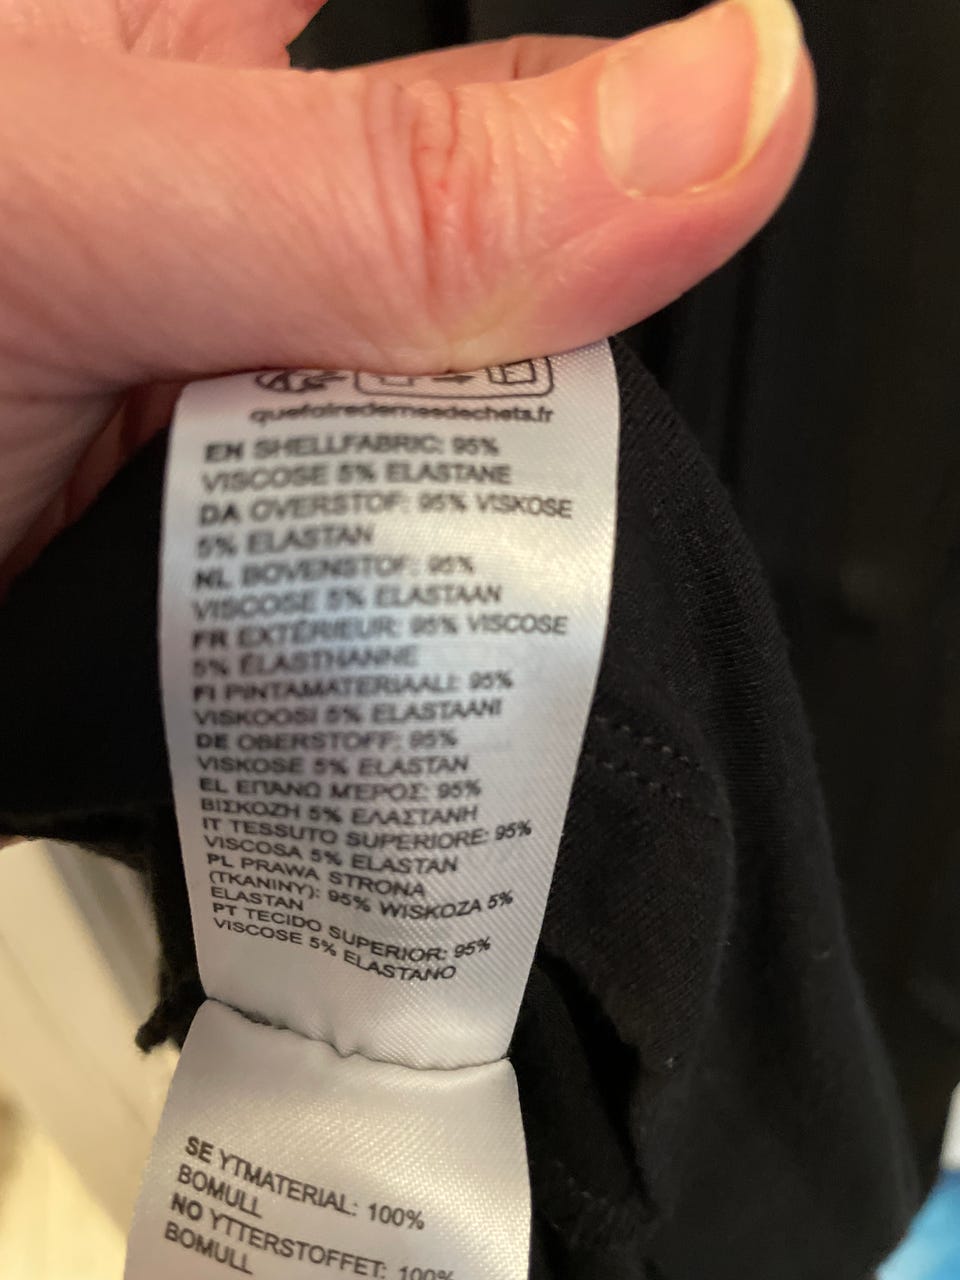 quefairedemesdechets.fr
EN SHELLFABRIC: 95%
VISCOSE 5% ELASTANE
DA OVERSTOF: 95% VISKOSE
5% ELASTAN
NL BOVENSTOF: 95%
VISCOSE 5% ELASTAAN
FR EXTÉRIEUR: 95% VISCOSE
5% ÉLASTHANNE
FI PINTAMATERIAALI: 95%
VISKOOSI 5% ELASTAANI
DE OBERSTOFF: 95%
VISKOSE 5% ELASTAN
EL ΕΠΑΝΩ ΜΈΡΟΣ: 95%
ΒΙΣΚΟΖΗ 5% ΕΛΑΣΤΑΝΗ
IT TESSUTO SUPERIORE: 95%
VISCOSA 5% ELASTAN
PL PRAWA STRONA
(TKANINY): 95% WISKOZA 5%
ELASTAN
PT TECIDO SUPERIOR: 95%
VISCOSE 5% ELASTANO
SE YTMATERIAL: 100%
BOMULL
NO YTTERSTOFFET: 100%
BOMULL